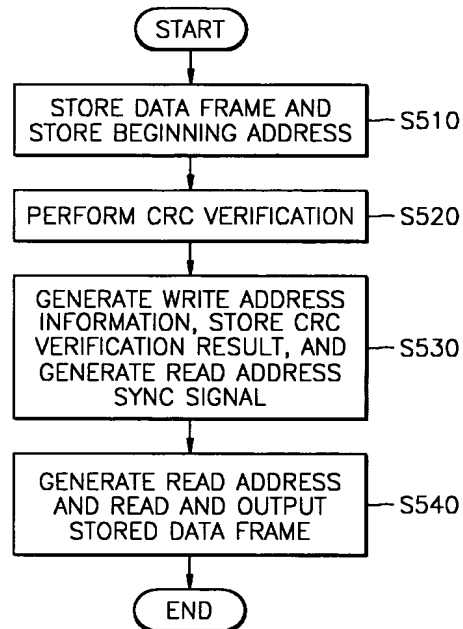 START
STORE DATA FRAME AND
STORE BEGINNING ADDRESS
S510
PERFORM CRC VERIFICATION
S520
GENERATE WRITE ADDRESS
INFORMATION, STORE CRC
VERIFICATION RESULT, AND
GENERATE READ ADDRESS
SYNC SIGNAL
S530
GENERATE READ ADDRESS
AND READ AND OUTPUT
STORED DATA FRAME
S540
END